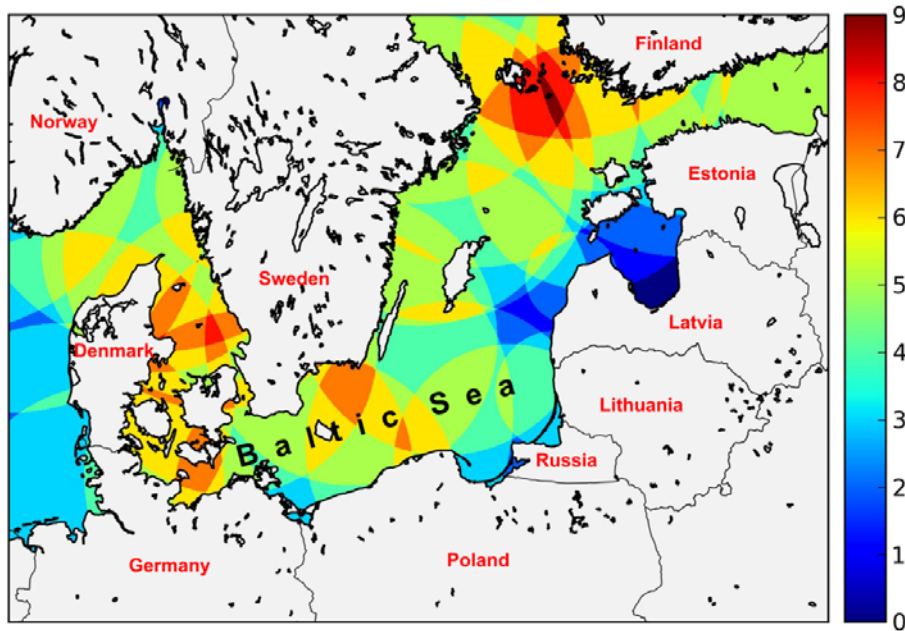 9
Finland
8
Norway
7
Estonia
6
Sweden
5
Latvia
Denmark
4
Baltic Sea
Lithuania
3
Russia
2
Germany
Poland
1
0